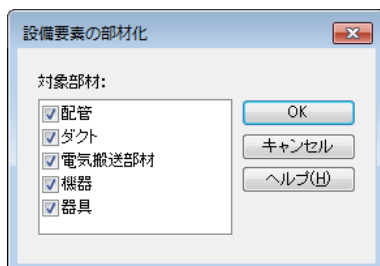 設備要素の部材化
対象部材:
配管
ダクト
電気搬送部材
機器
器具
OK
キャンセル
ヘルプ(H)